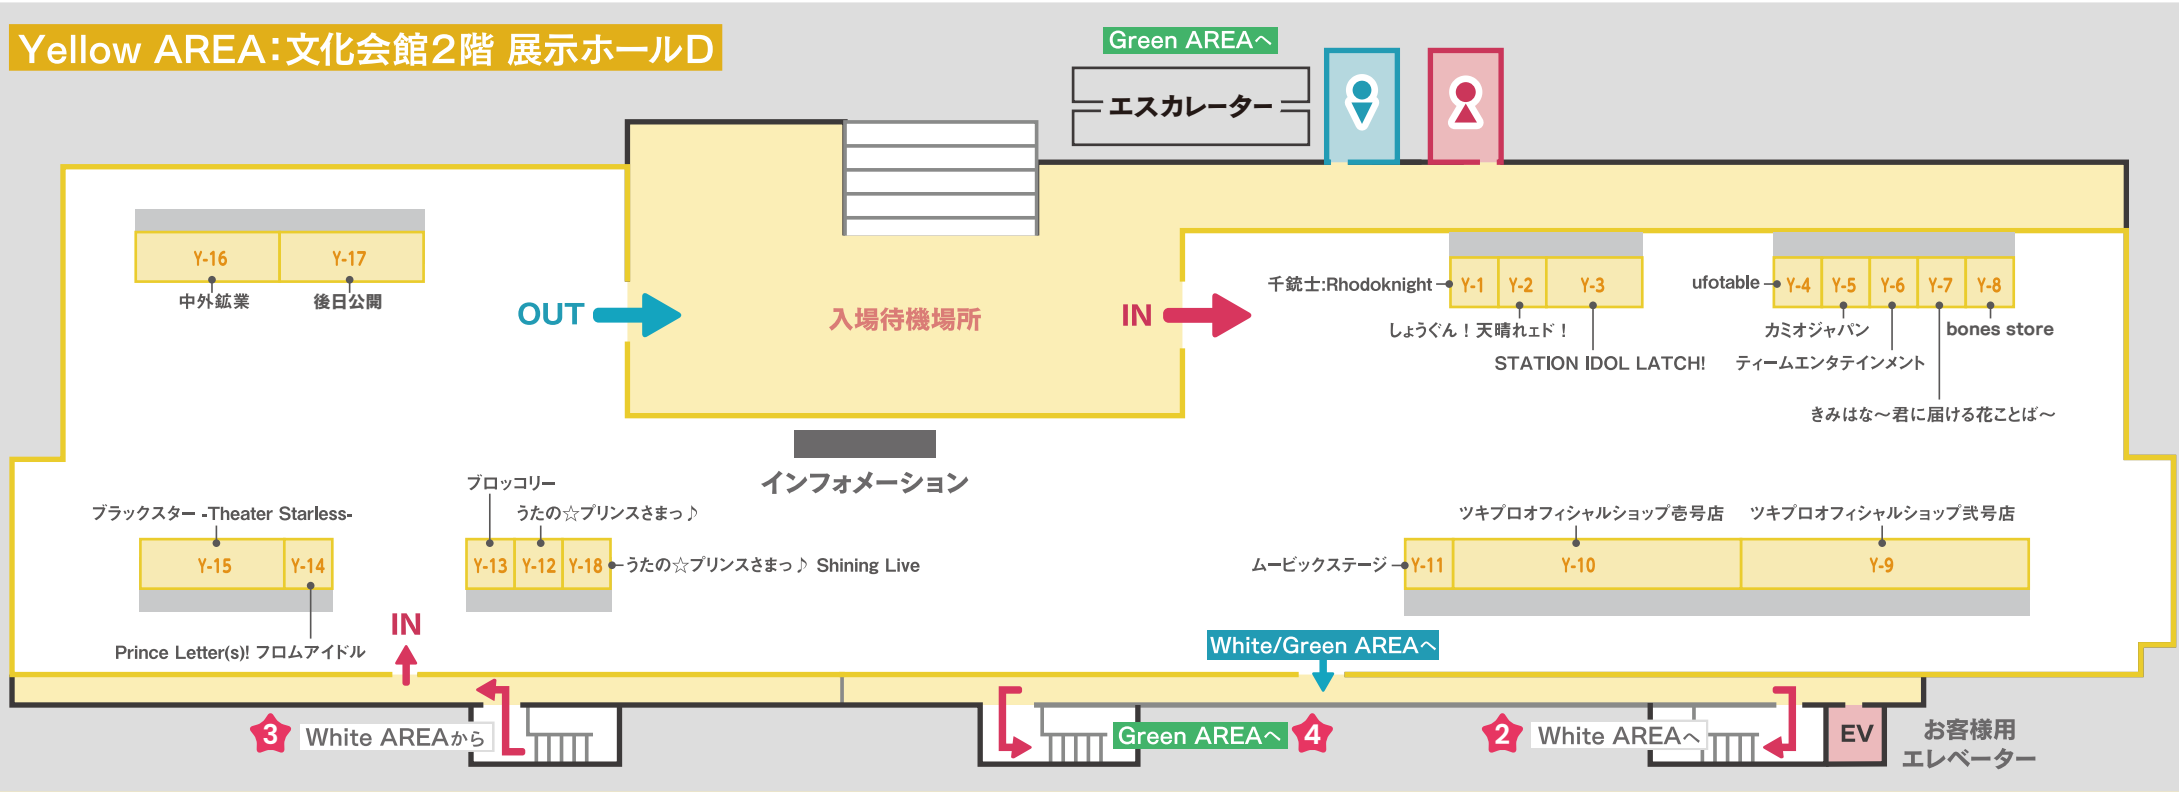 Yellow AREA：文化会館2階 展示ホールD
Green AREAへ
エスカレーター
Y-16
Y-17
中外鉱業
後日公開
OUT
入場待機場所
IN
千銃士:Rhodoknight
Y-1
Y-2
Y-3
しょうぐん！天晴れェド！
STATION IDOL LATCH!
ufotable
Y-4
Y-5
Y-6
Y-7
Y-8
カミオジャパン
bones store
ティームエンタテインメント
きみはな～君に届ける花ことば～
インフォメーション
ブラックスター -Theater Starless-
Y-15
Y-14
Prince Letter(s)! フロムアイドル
ブロッコリー
うたの☆プリンスさまっ♪
Y-13
Y-12
Y-18
うたの☆プリンスさまっ♪ Shining Live
ツキプロオフィシャルショップ壱号店
ツキプロオフィシャルショップ弐号店
ムービックステージ
Y-11
Y-10
Y-9
IN
White/Green AREAへ
3
White AREAから
Green AREAへ
4
2
White AREAへ
EV
お客様用
エレベーター